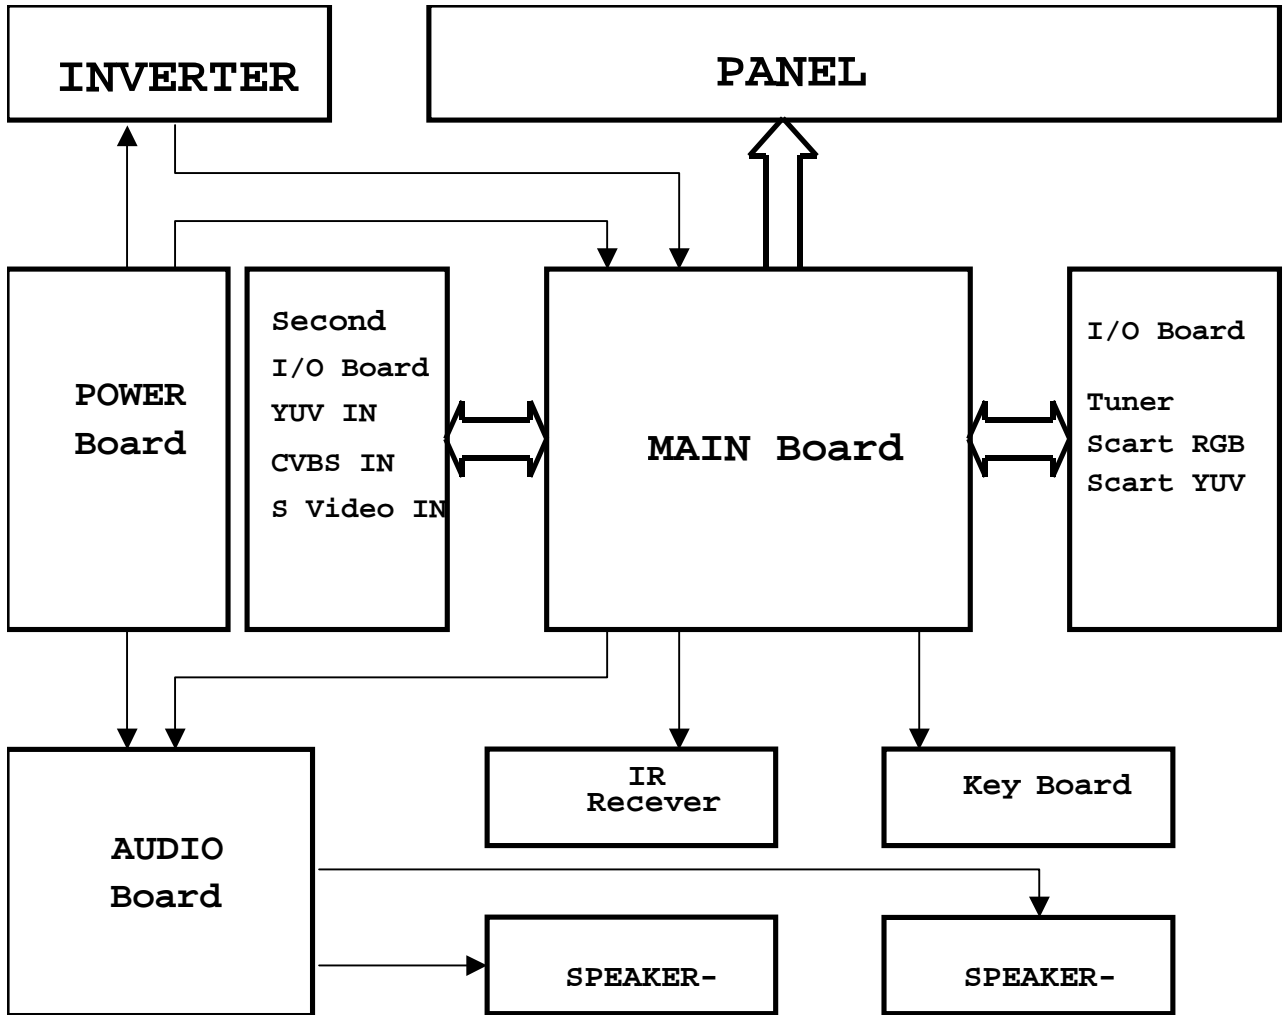 INVERTER
PANEL
POWER
Board
Second
I/O Board
YUV IN
CVBS IN
S Video IN
MAIN Board
I/O Board
Tuner
Scart RGB
Scart YUV
AUDIO
Board
IR
Recever
Key Board
SPEAKER-
SPEAKER-